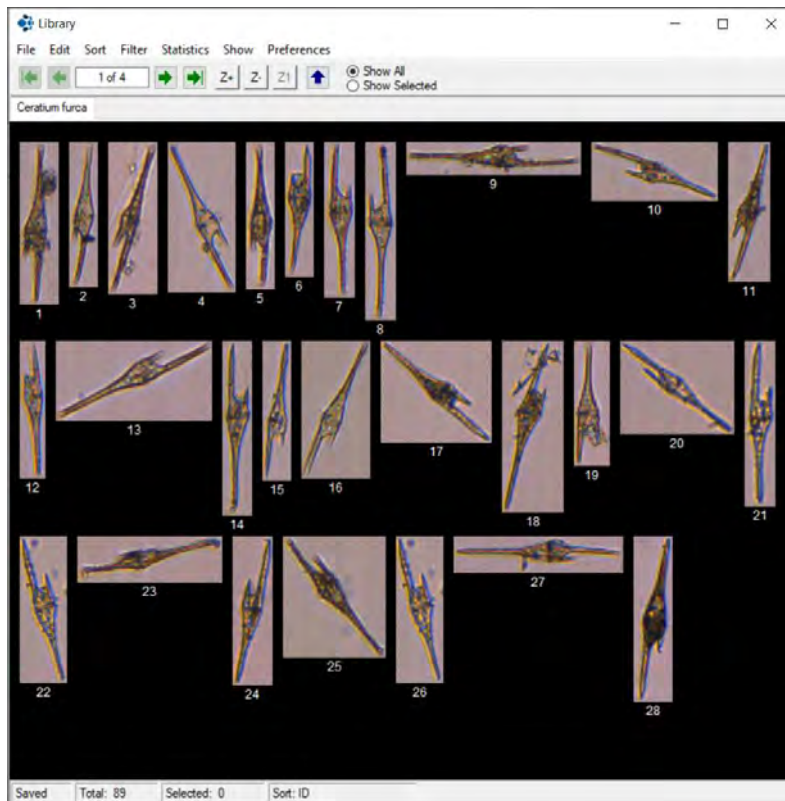 Library
File Edit Sort Filter Statistics Show Preferences
1 of 4 Z+ Z- Z1 Show All
Show Selected
Ceratium furca
1 2 3 4 5 6 7 8 9 10 11
12 13 14 15 16 17 18 19 20 21
22 23 24 25 26 27 28
Saved Total: 89 Selected: 0 Sort: ID